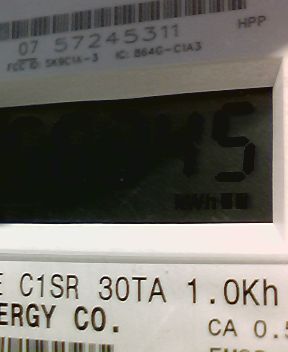 07 57245311
HPP
FCC ID: SK9C1A-3 IC: 864G-C1A3
45
KWh
E C1SR 30TA 1.0Kh
ERGY CO.
CA 0.5